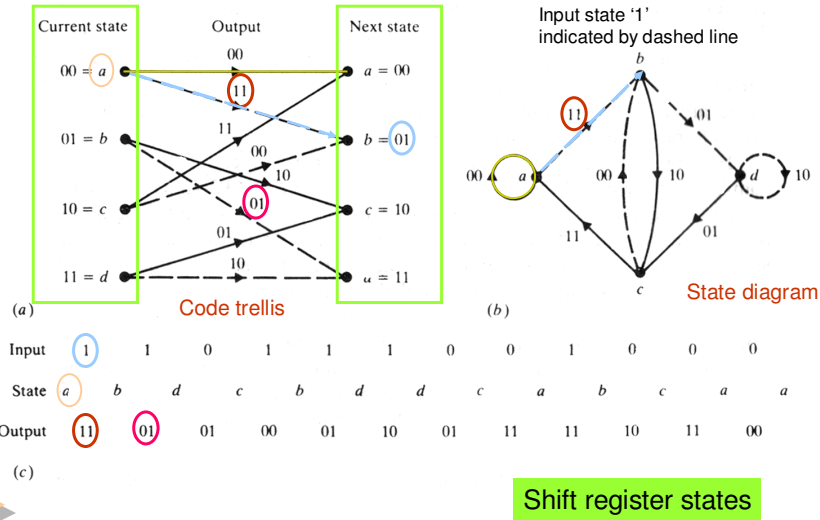 Current state Output Next state
00
00 = a a = 00
11
01 = b b = 01
11
00
10
10 = c c = 10
01
01
10
11 = d = 11
(a) Code trellis
Input state ‘1’
indicated by dashed line
b
11 01
00 a 00 10 d 10
11 01
c
(b) State diagram
Input 1 1 0 1 1 1 0 0 1 0 0 0
State a b d c b d d c a b c a a
Output 11 01 01 00 01 10 01 11 11 10 11 00
(c)
Shift register states